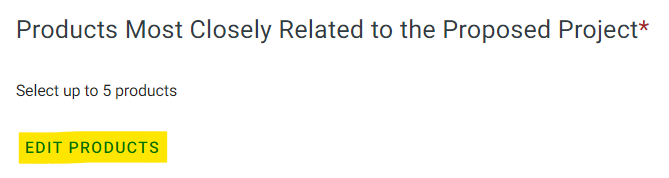 Products Most Closely Related to the Proposed Project*
Select up to 5 products
EDIT PRODUCTS